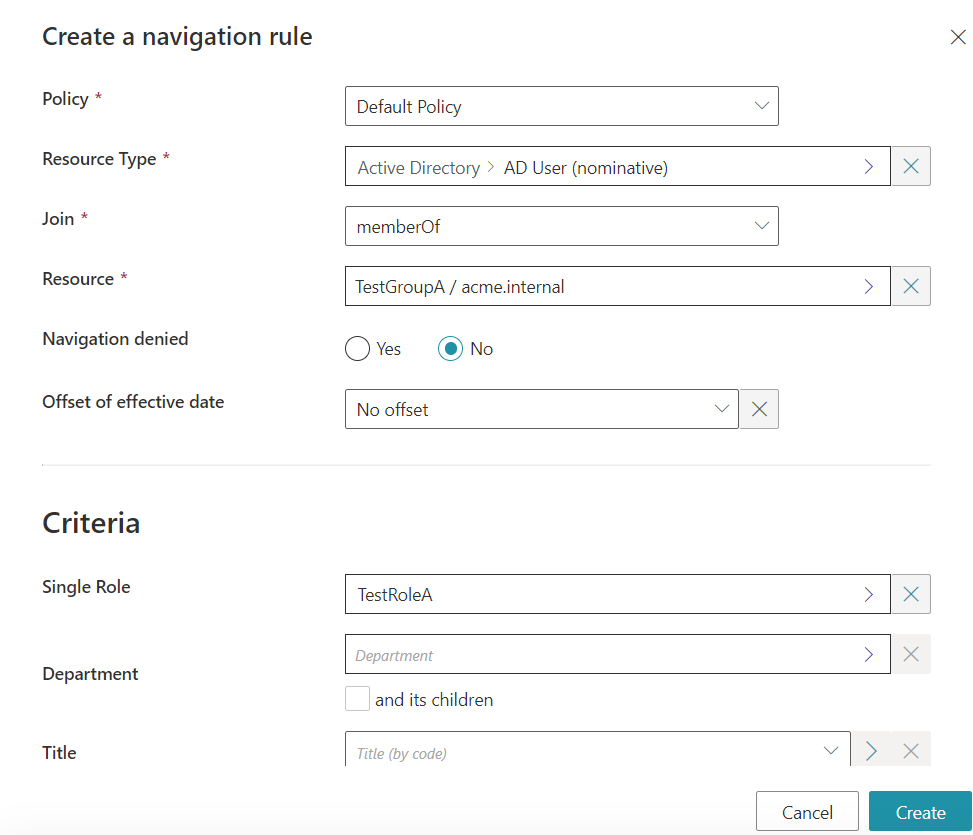 Create a navigation rule
Policy *
Default Policy
Resource Type *
Active Directory > AD User (nominative)
Join *
memberOf
Resource *
TestGroupA / acme.internal
Navigation denied
Yes
No
Offset of effective date
No offset
Criteria
Single Role
TestRoleA
Department
Department
and its children
Title
Title (by code)
Cancel
Create